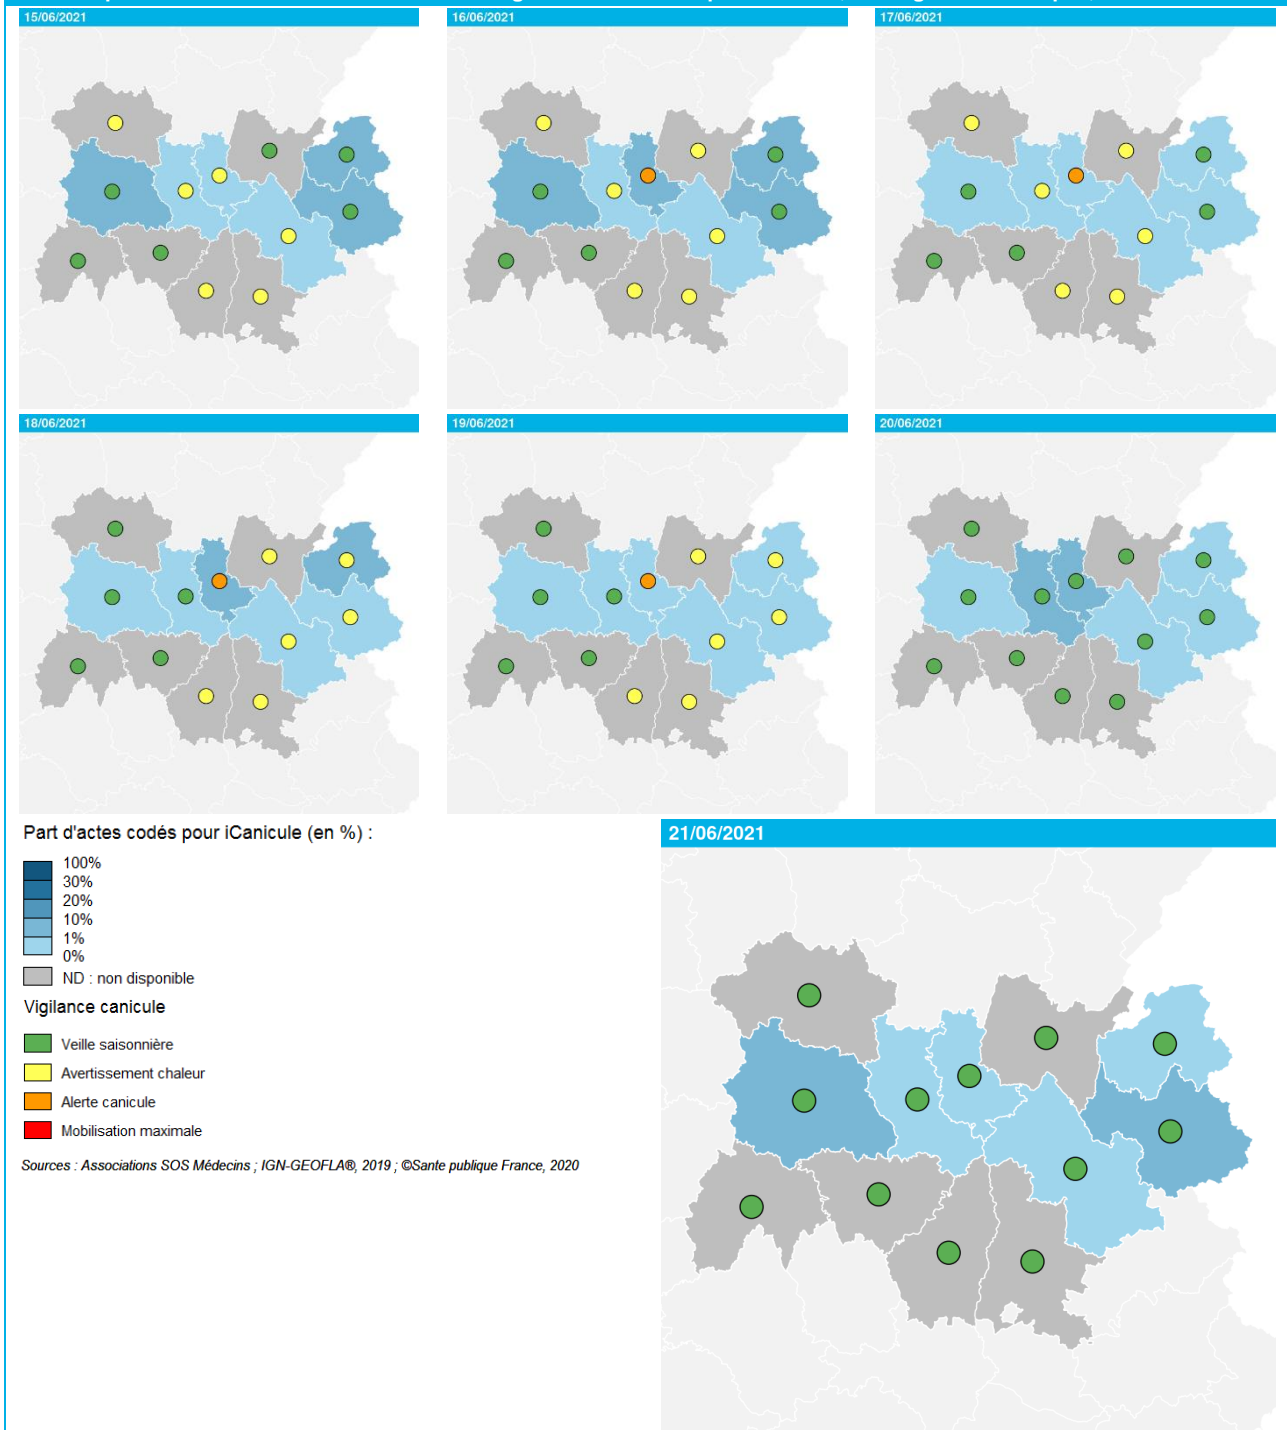 15/06/2021
16/06/2021
17/06/2021
18/06/2021
19/06/2021
20/06/2021
Part d'actes codés pour iCanicule (en %) :
100%
30%
20%
10%
1%
0%
ND : non disponible
Vigilance canicule
Veille saisonnière
Avertissement chaleur
Alerte canicule
Mobilisation maximale
Sources : Associations SOS Médecins ; IGN-GEOFLA®, 2019 ; ©Sante publique France, 2020
21/06/2021